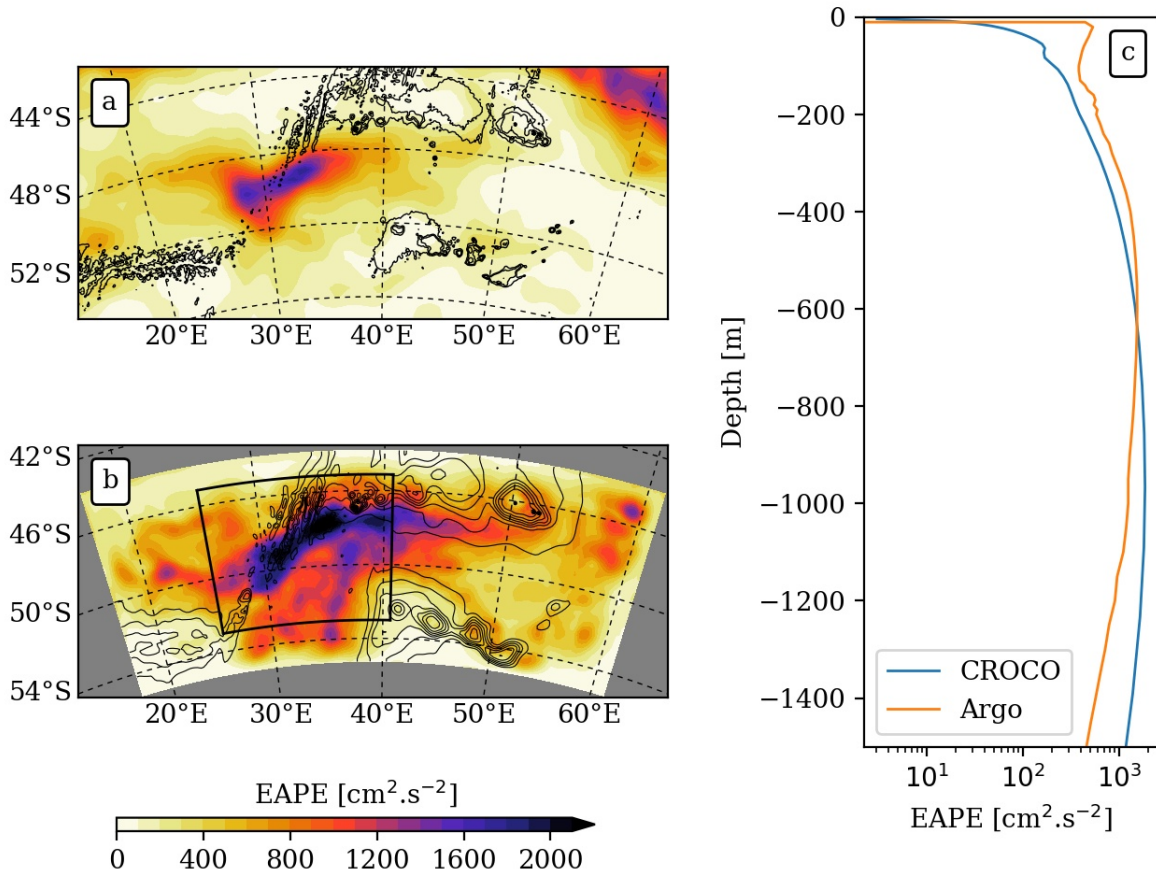 a
44°S
48°S
52°S
20°E 30°E 40°E 50°E 60°E
b
42°S
46°S
50°S
54°S
20°E 30°E 40°E 50°E 60°E
EAPE [cm².s⁻²]
0 400 800 1200 1600 2000
c
0
−200
−400
−600
−800
−1000
−1200
−1400
Depth [m]
CROCO
Argo
10¹ 10² 10³
EAPE [cm².s⁻²]